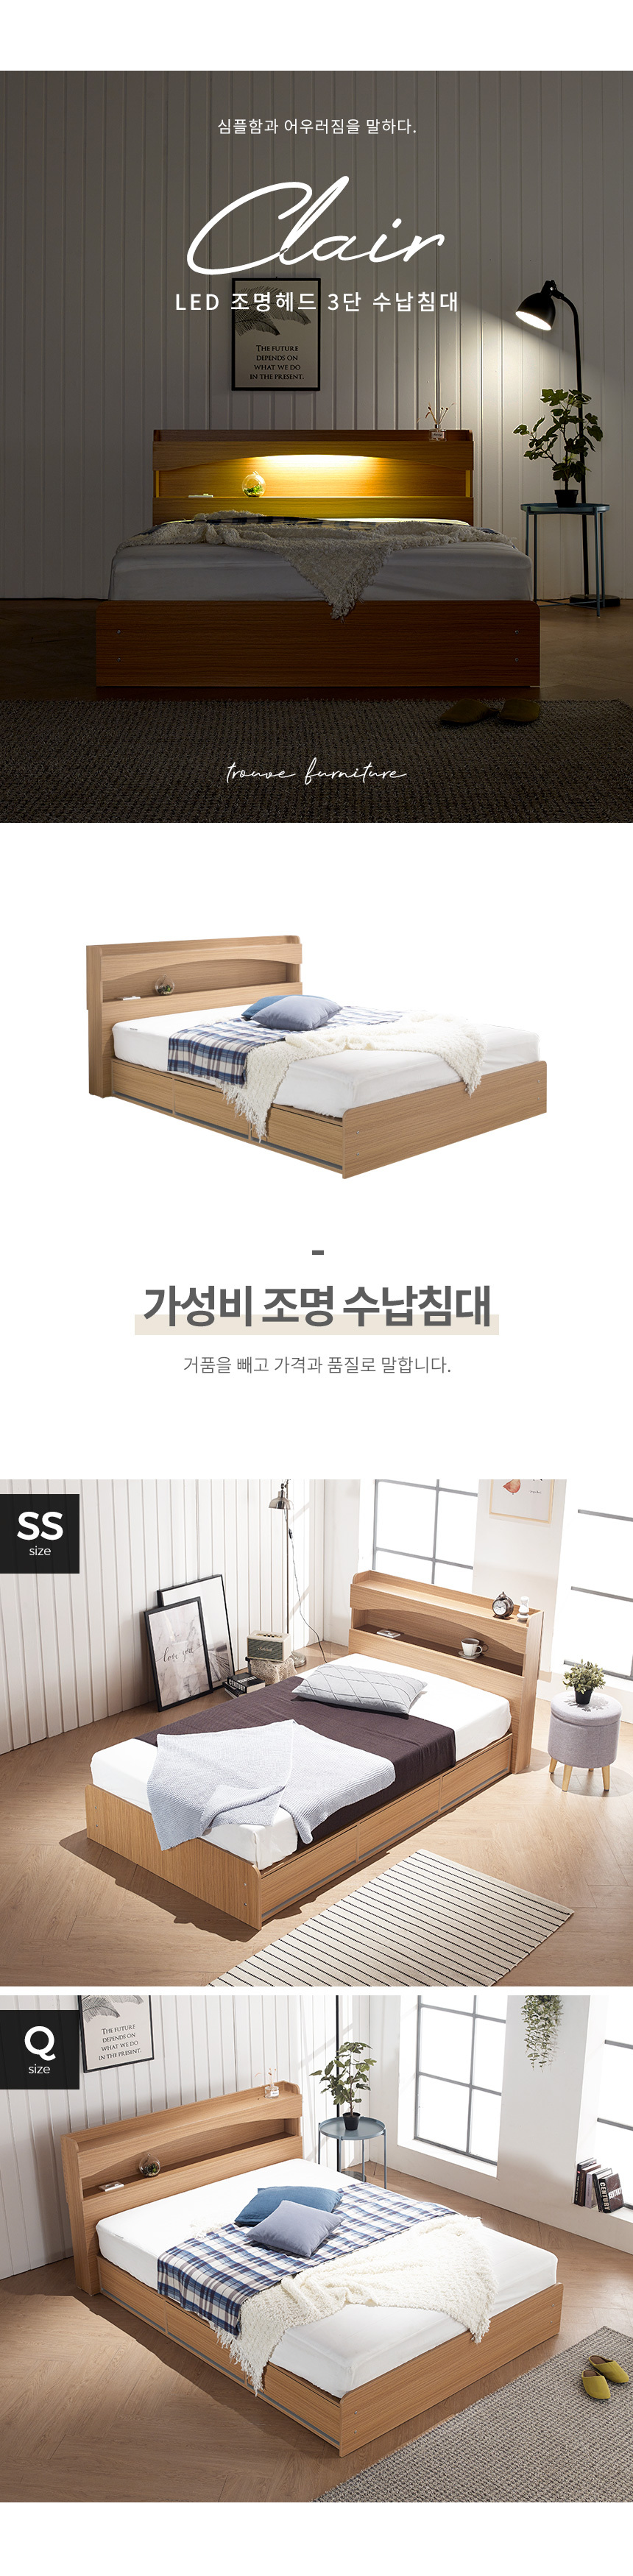 심플함과 어우러짐을 말하다.
Clair
LED 조명헤드 3단 수납침대
THE FUTURE
DEPENDS ON
WHAT WE DO
IN THE PRESENT.
trouve furniture
가성비 조명 수납침대
거품을 빼고 가격과 품질로 말합니다.
SS
size
love you
Q
size
THE FUTURE
DEPENDS ON
WHAT WE DO
IN THE PRESENT.
CENTURY